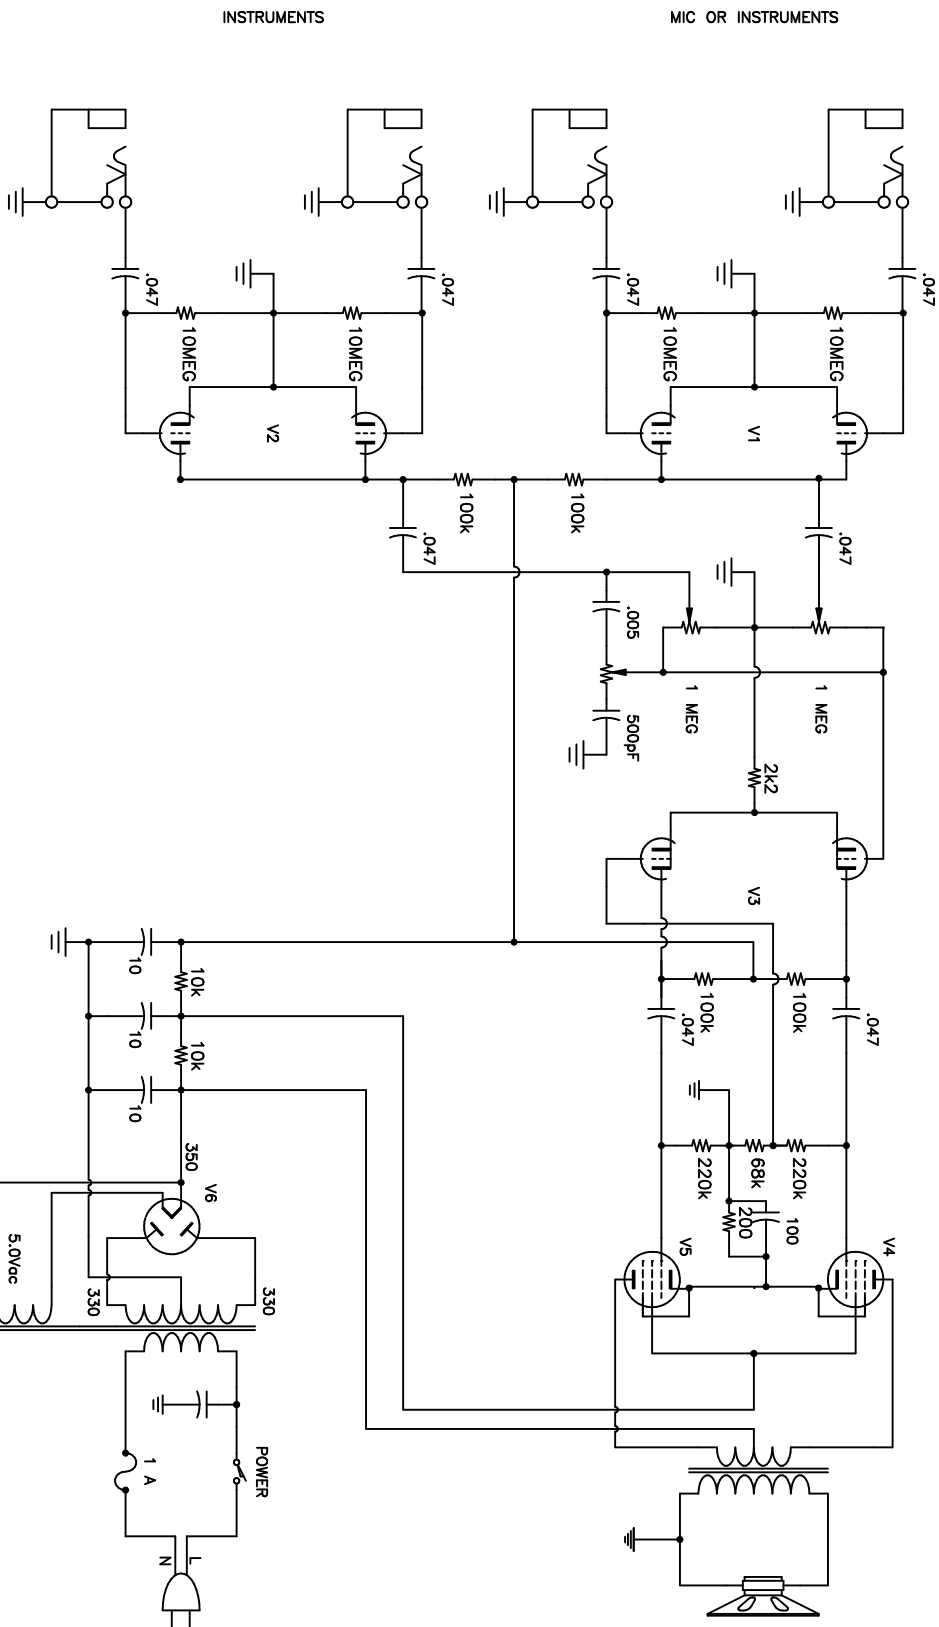 INSTRUMENTS
MIC OR INSTRUMENTS
.047
.047
.047
.047
10MEG
10MEG
10MEG
10MEG
V2
V1
100k
100k
.047
.047
.005
1 MEG
1 MEG
500pF
2k2
V3
10
10k
100k
100k
.047
.047
10
10k
10
350
220k
68k
220k
V6
200
100
V5
V4
5.0Vac
330
330
POWER
1 A
N
L